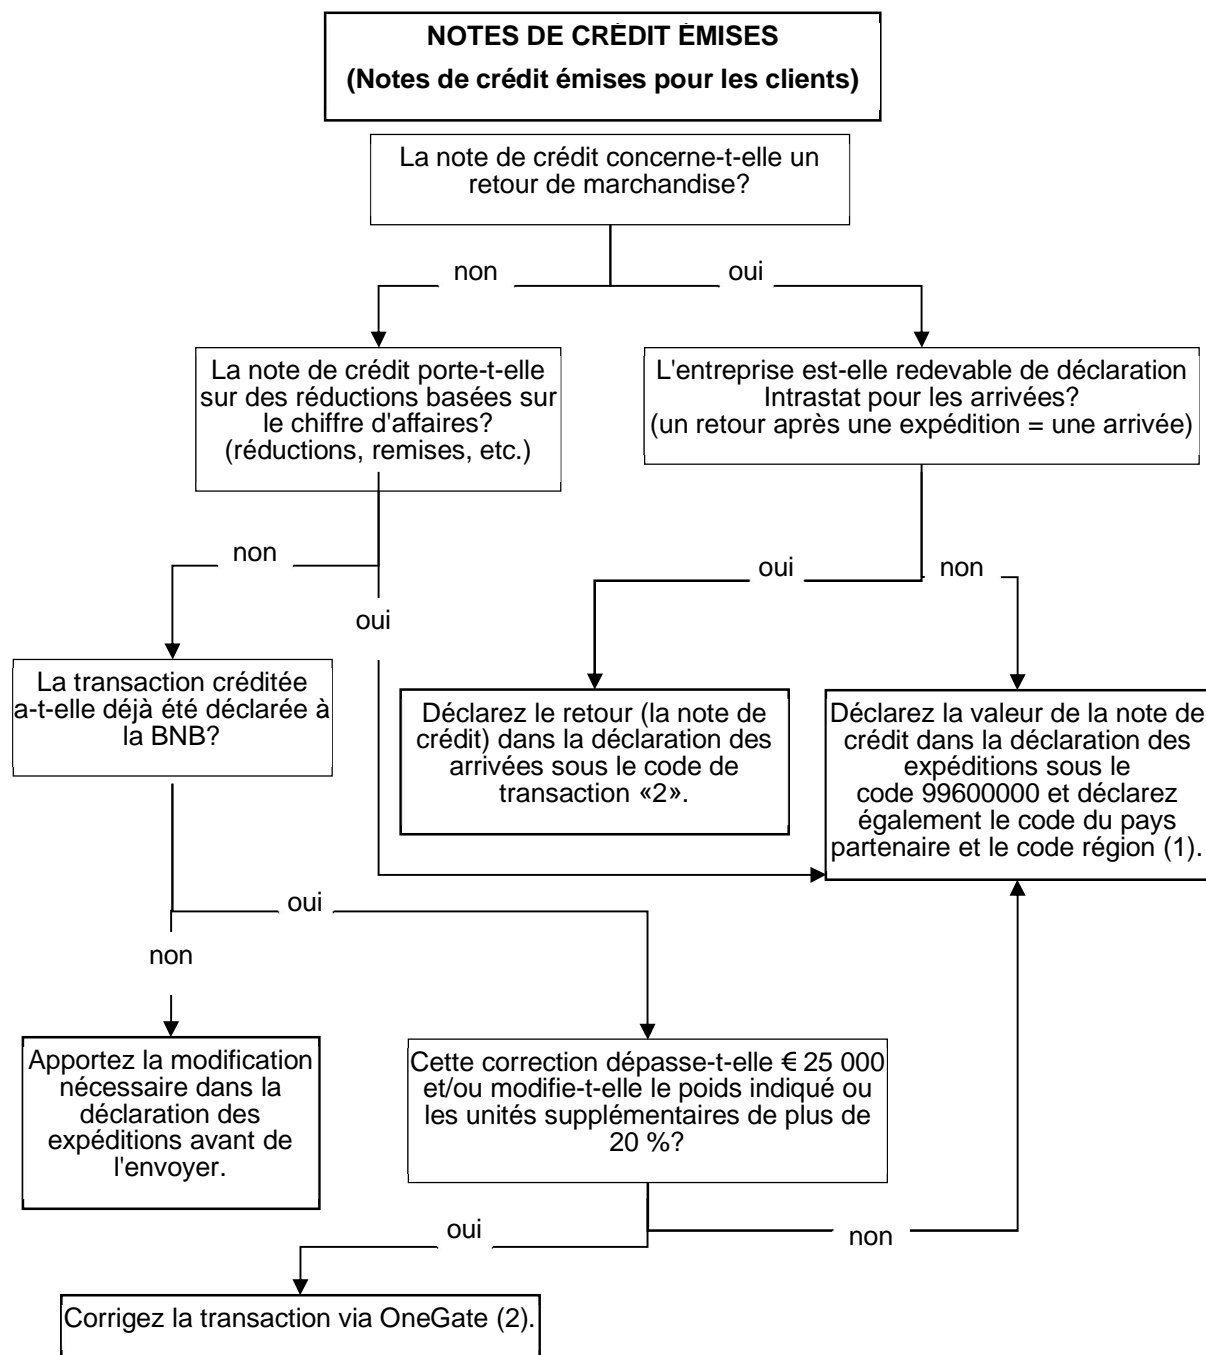 NOTES DE CRÉDIT ÉMISES
(Notes de crédit émises pour les clients)
La note de crédit concerne-t-elle un
retour de marchandise?
non
oui
La note de crédit porte-t-elle
sur des réductions basées sur
le chiffre d'affaires?
(réductions, remises, etc.)
L'entreprise est-elle redevable de déclaration
Intrastat pour les arrivées?
(un retour après une expédition = une arrivée)
non
oui
oui
non
La transaction créditée
a-t-elle déjà été déclarée à
la BNB?
Déclarez le retour (la note de
crédit) dans la déclaration des
arrivées sous le code de
transaction «2».
Déclarez la valeur de la note de
crédit dans la déclaration des
expéditions sous le
code 99600000 et déclarez
également le code du pays
partenaire et le code région (1).
oui
non
Apportez la modification
nécessaire dans la
déclaration des
expéditions avant de
l'envoyer.
Cette correction dépasse-t-elle € 25 000
et/ou modifie-t-elle le poids indiqué ou
les unités supplémentaires de plus de
20 %?
oui
non
Corrigez la transaction via OneGate (2).